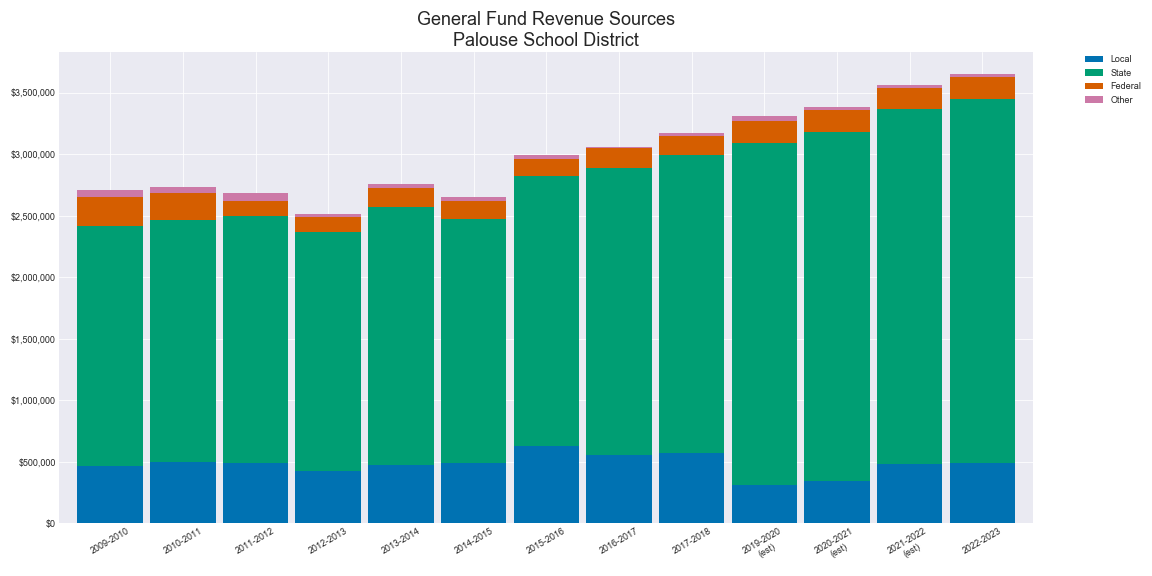 General Fund Revenue Sources
Palouse School District
Local
State
Federal
Other
$3,500,000
$3,000,000
$2,500,000
$2,000,000
$1,500,000
$1,000,000
$500,000
$0
2009-2010
2010-2011
2011-2012
2012-2013
2013-2014
2014-2015
2015-2016
2016-2017
2017-2018
2019-2020
(est)
2020-2021
(est)
2021-2022
(est)
2022-2023